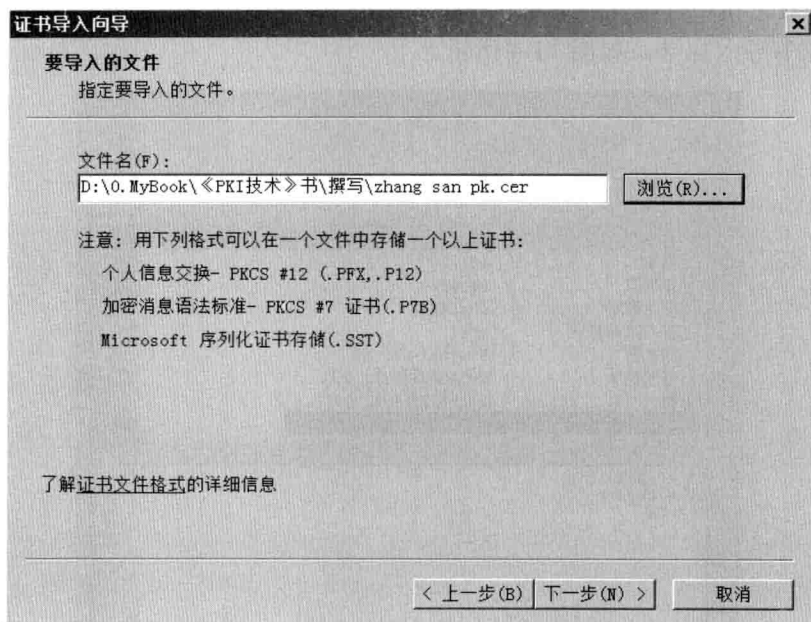 证书导入向导
要导入的文件
指定要导入的文件。
文件名(F):
D:\0.MyBook\《PKI技术》书\撰写\zhang san pk.cer
浏览(R)...
注意: 用下列格式可以在一个文件中存储一个以上证书:
个人信息交换- PKCS #12 (.PFX,.P12)
加密消息语法标准- PKCS #7 证书(.P7B)
Microsoft 序列化证书存储(.SST)
了解证书文件格式的详细信息
< 上一步(B) 下一步(N) > 取消